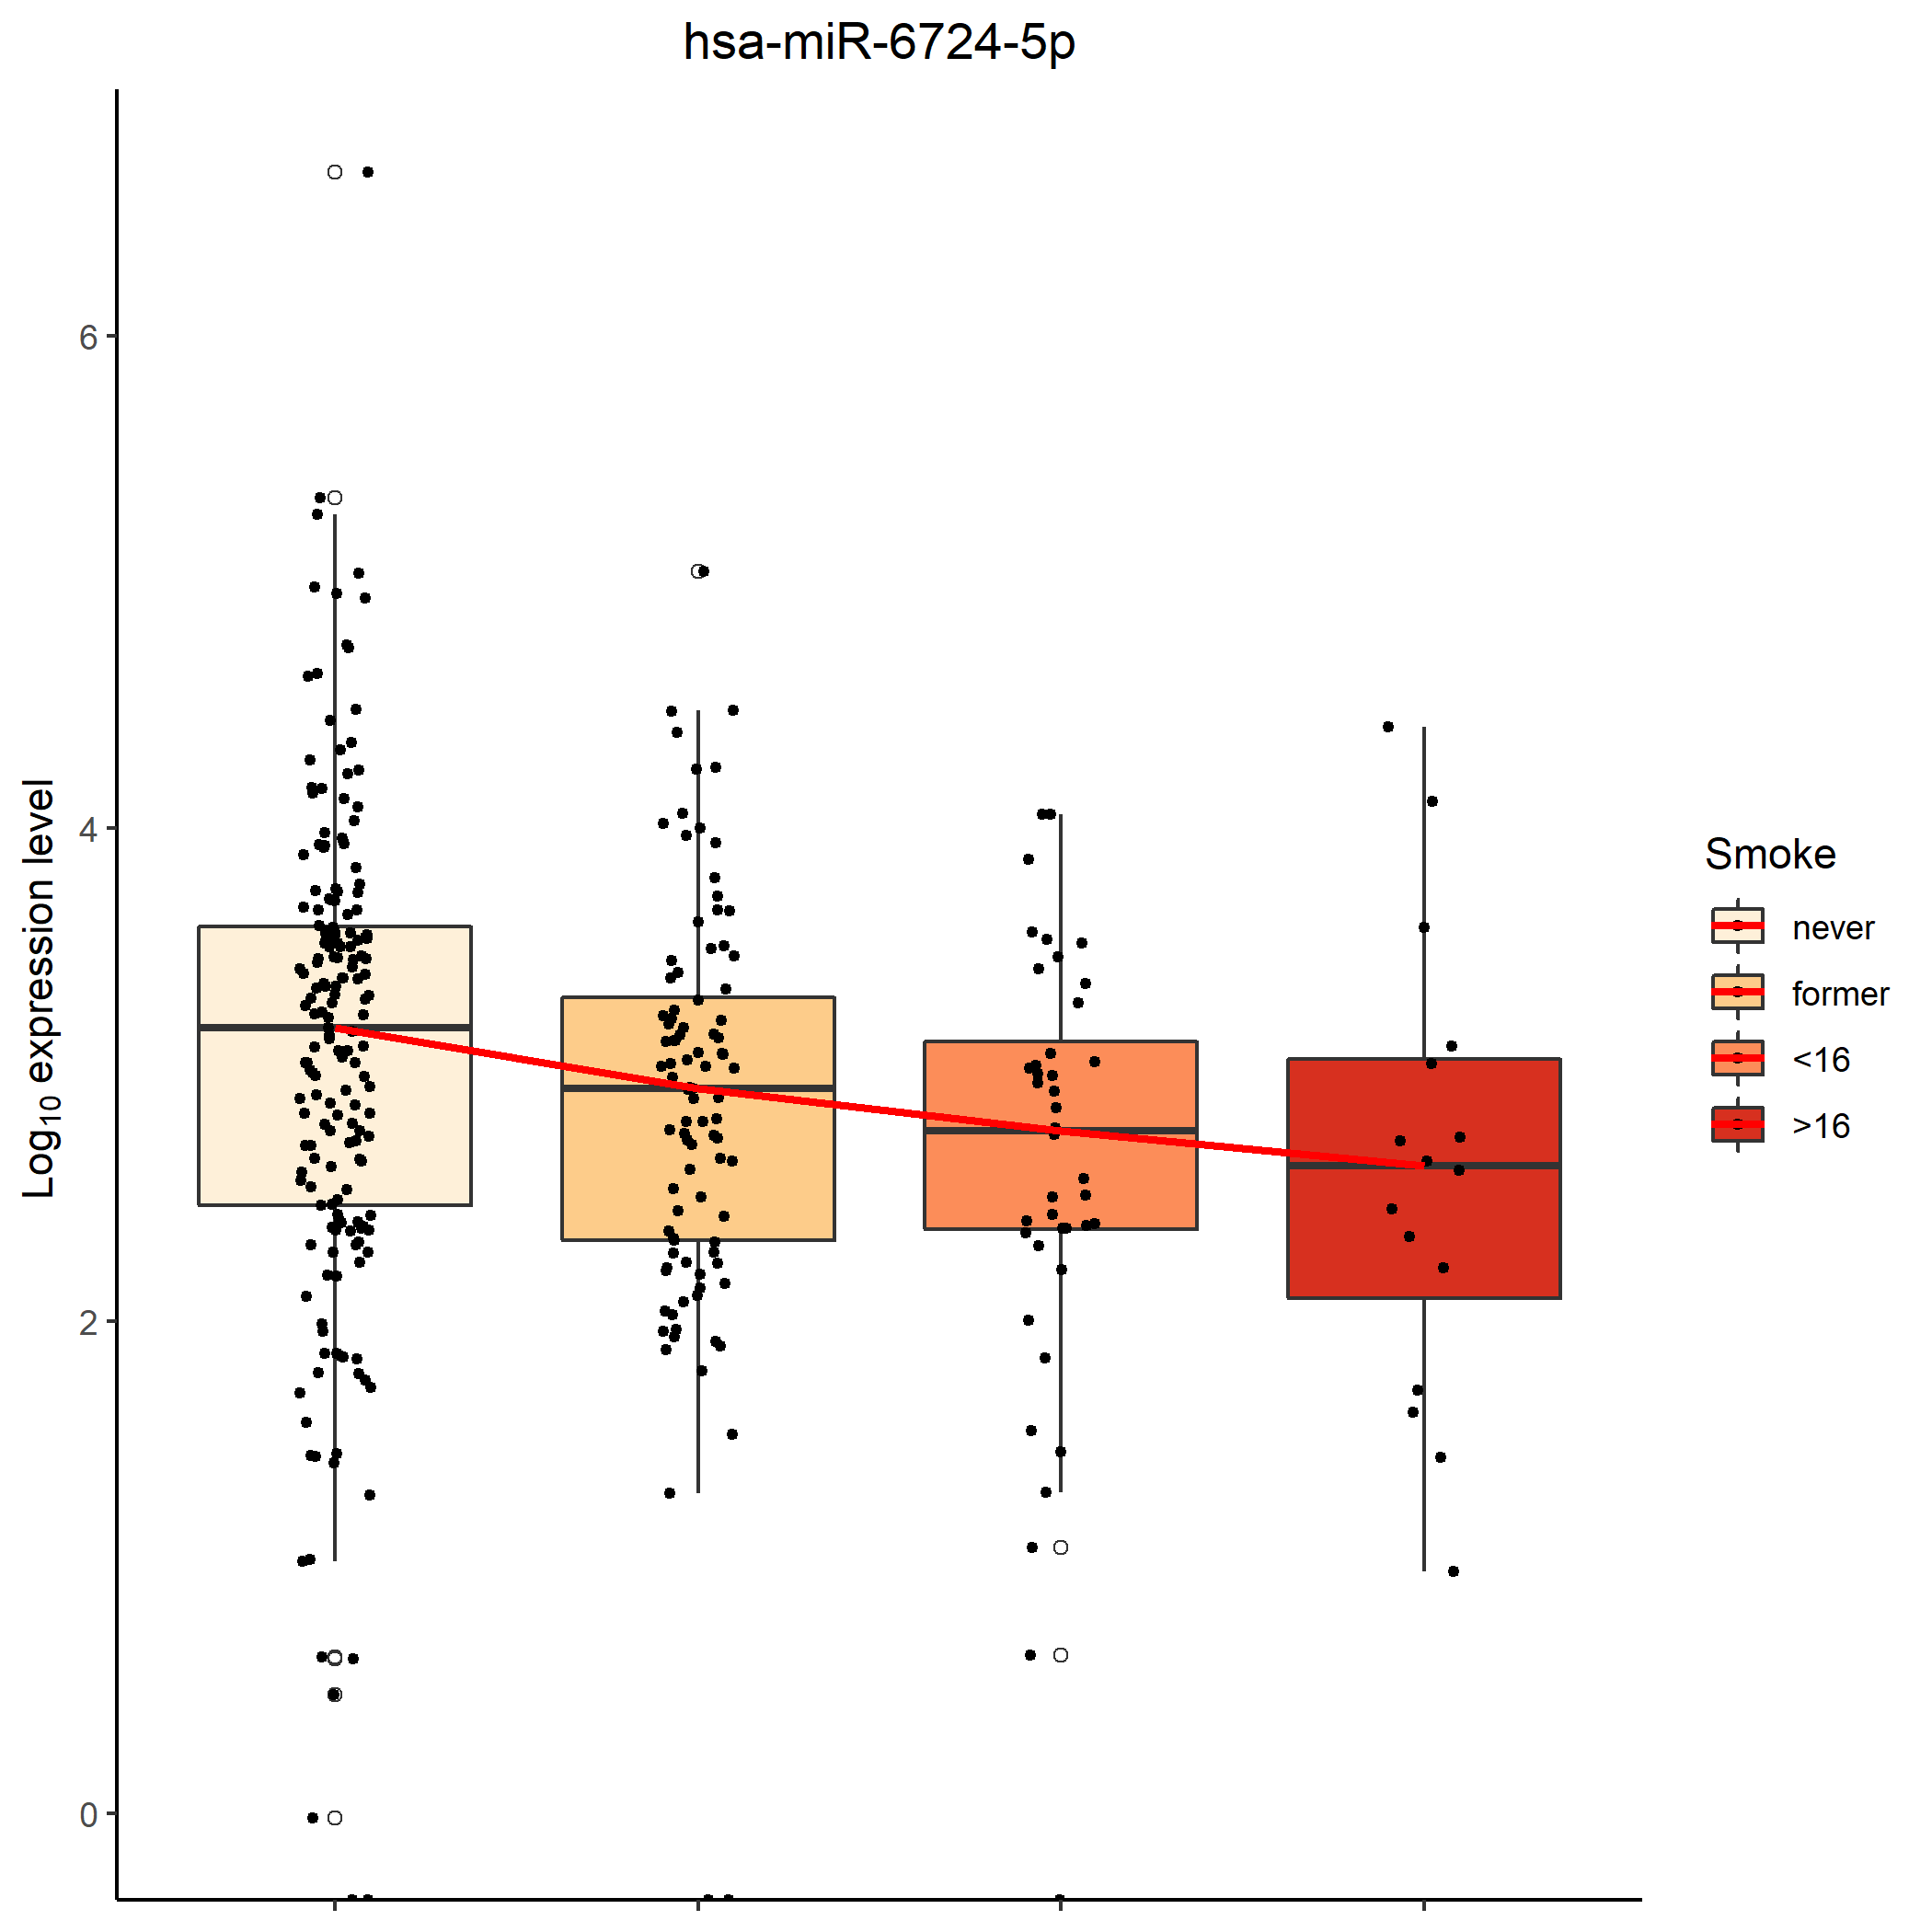 hsa-miR-6724-5p
6
4
2
0
Log₁₀ expression level
Smoke
never
former
<16
>16